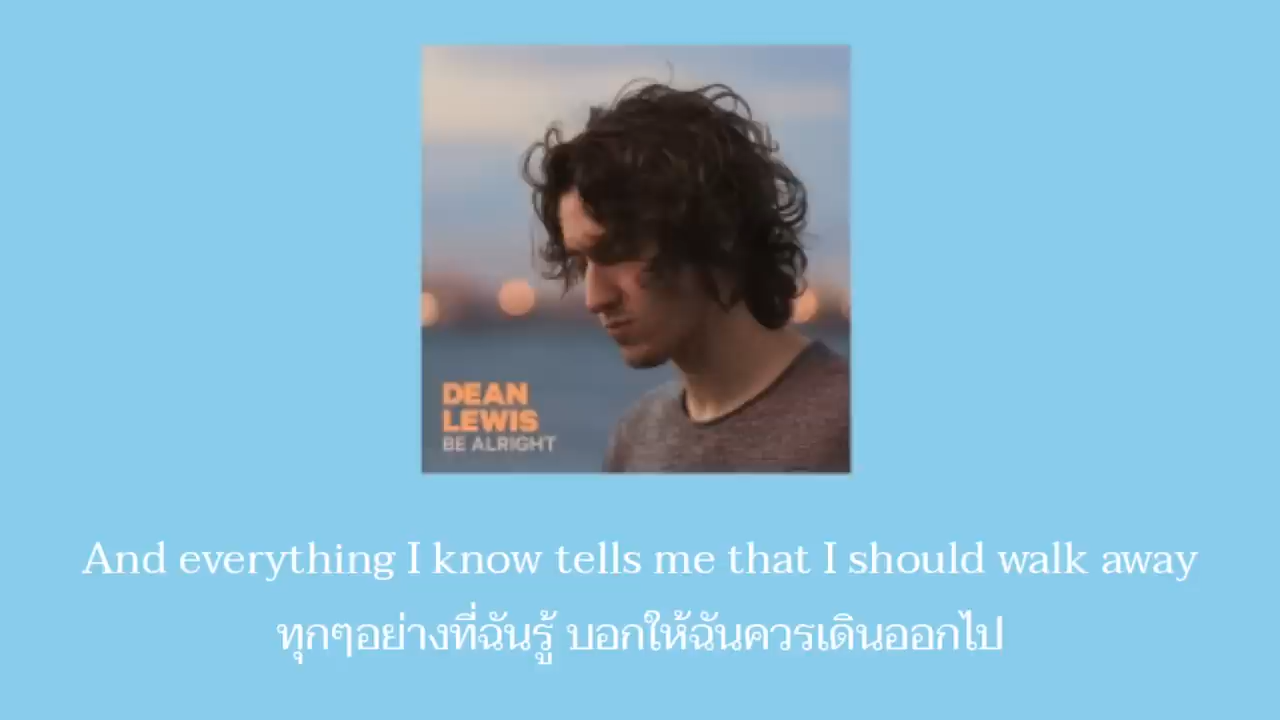 DEAN
LEWIS
BE ALRIGHT
And everything I know tells me that I should walk away
ทุกๆอย่างที่ฉันรู้ บอกให้ฉันควรเดินออกไป